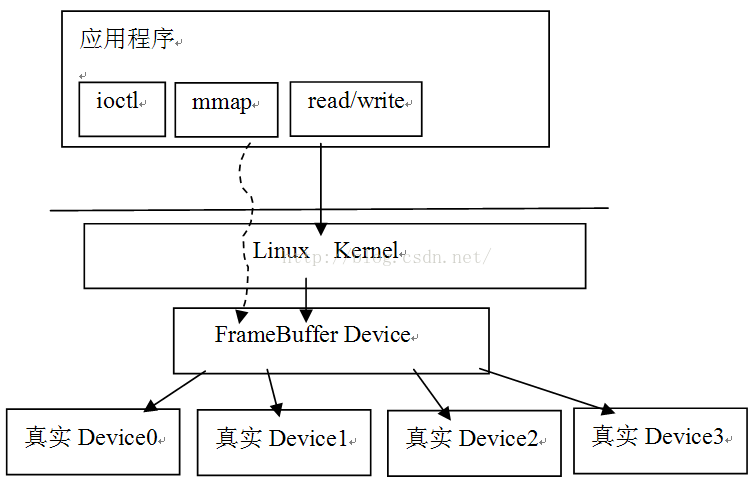 应用程序
ioctl
mmap
read/write
Linux Kernel
http://blog.csdn.net/
FrameBuffer Device
真实 Device0
真实 Device1
真实 Device2
真实 Device3